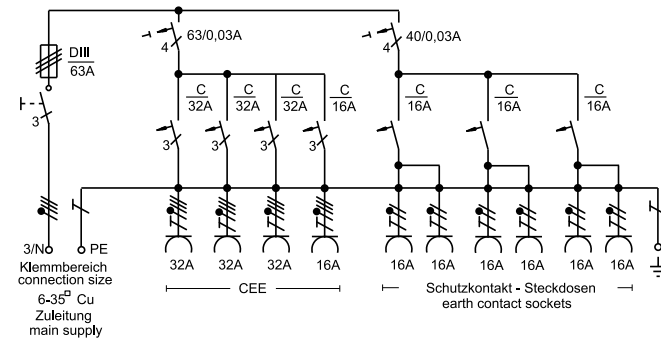 63/0,03A
4
40/0,03A
4
DIII
63A
C
32A
C
32A
C
32A
C
16A
C
16A
C
16A
C
16A
3
3
3
3
3
3/N
PE
32A
32A
32A
16A
16A
16A
16A
16A
16A
16A
CEE
Schutzkontakt - Steckdosen
earth contact sockets
Klemmbereich
connection size
6-35□ Cu
Zuleitung
main supply